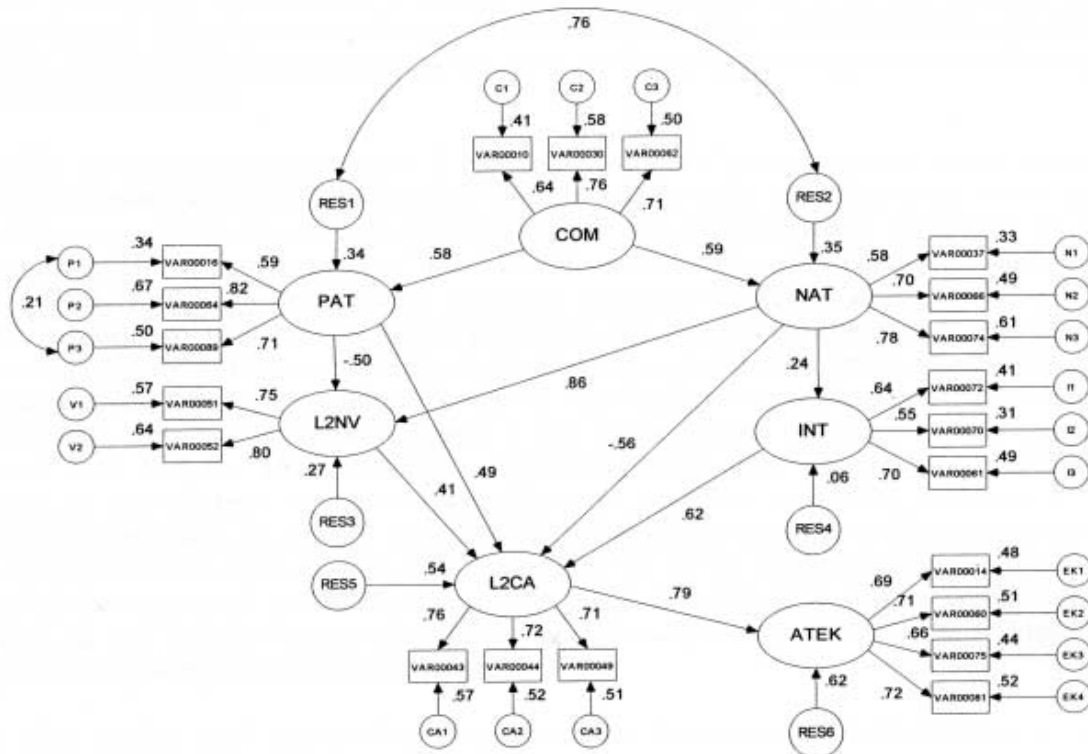 .76
C1 C2 C3
.41 .58 .50
VAR00010 VAR00030 VAR00062
RES1 .64 .76 .71 RES2
COM
.34 .58 .59 .35
P1 .34 VAR00016 .59
P2 .67 VAR00064 .82
P3 .50 VAR00089 .71
.21
PAT
NAT
.58 VAR00037 .33 N1
.70 VAR00066 .49 N2
.78 VAR00074 .61 N3
-.50 .86 .24
V1 .57 VAR00051 .75
V2 .64 VAR00052 .80
L2NV
INT
.64 VAR00072 .41 I1
.55 VAR00070 .31 I2
.70 VAR00061 .49 I3
.27 .41 .49 -.56 .62 .06
RES3 RES4
RES5 .54 L2CA .79
.76 .72 .71
VAR00043 VAR00044 VAR00049
.57 .52 .51
CA1 CA2 CA3
ATEK
.69 VAR00014 .48 EK1
.71 VAR00060 .51 EK2
.66 VAR00075 .44 EK3
.72 VAR00081 .52 EK4
.62
RES6